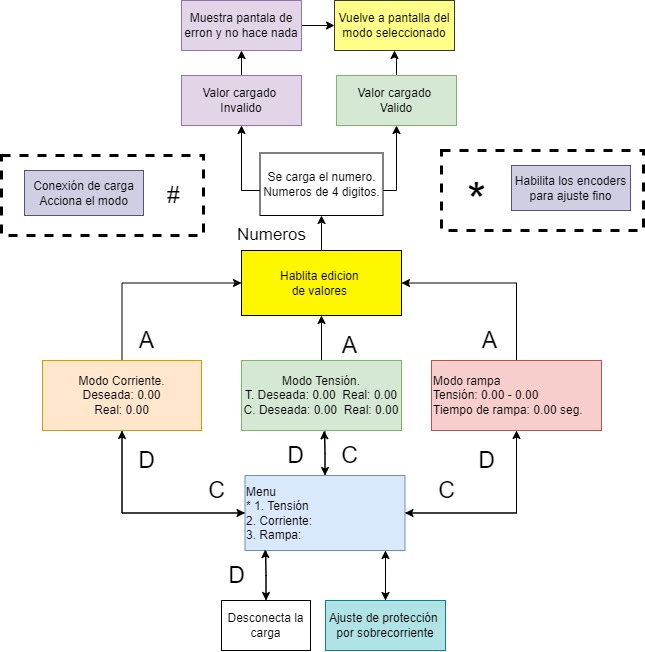 Muestra pantala de
erron y no hace nada
Vuelve a pantalla del
modo seleccionado
Valor cargado
Invalido
Valor cargado
Valido
Conexión de carga
Acciona el modo
#
Se carga el numero.
Numeros de 4 digitos.
*
Habilita los encoders
para ajuste fino
Numeros
Hablita edicion
de valores
A
A
A
Modo Corriente.
Deseada: 0.00
Real: 0.00
Modo Tensión.
T. Deseada: 0.00 Real: 0.00
C. Deseada: 0.00 Real: 0.00
Modo rampa
Tensión: 0.00 - 0.00
Tiempo de rampa: 0.00 seg.
D
D
C
D
C
C
Menu
* 1. Tensión
2. Corriente:
3. Rampa:
D
Desconecta la
carga
Ajuste de protección
por sobrecorriente